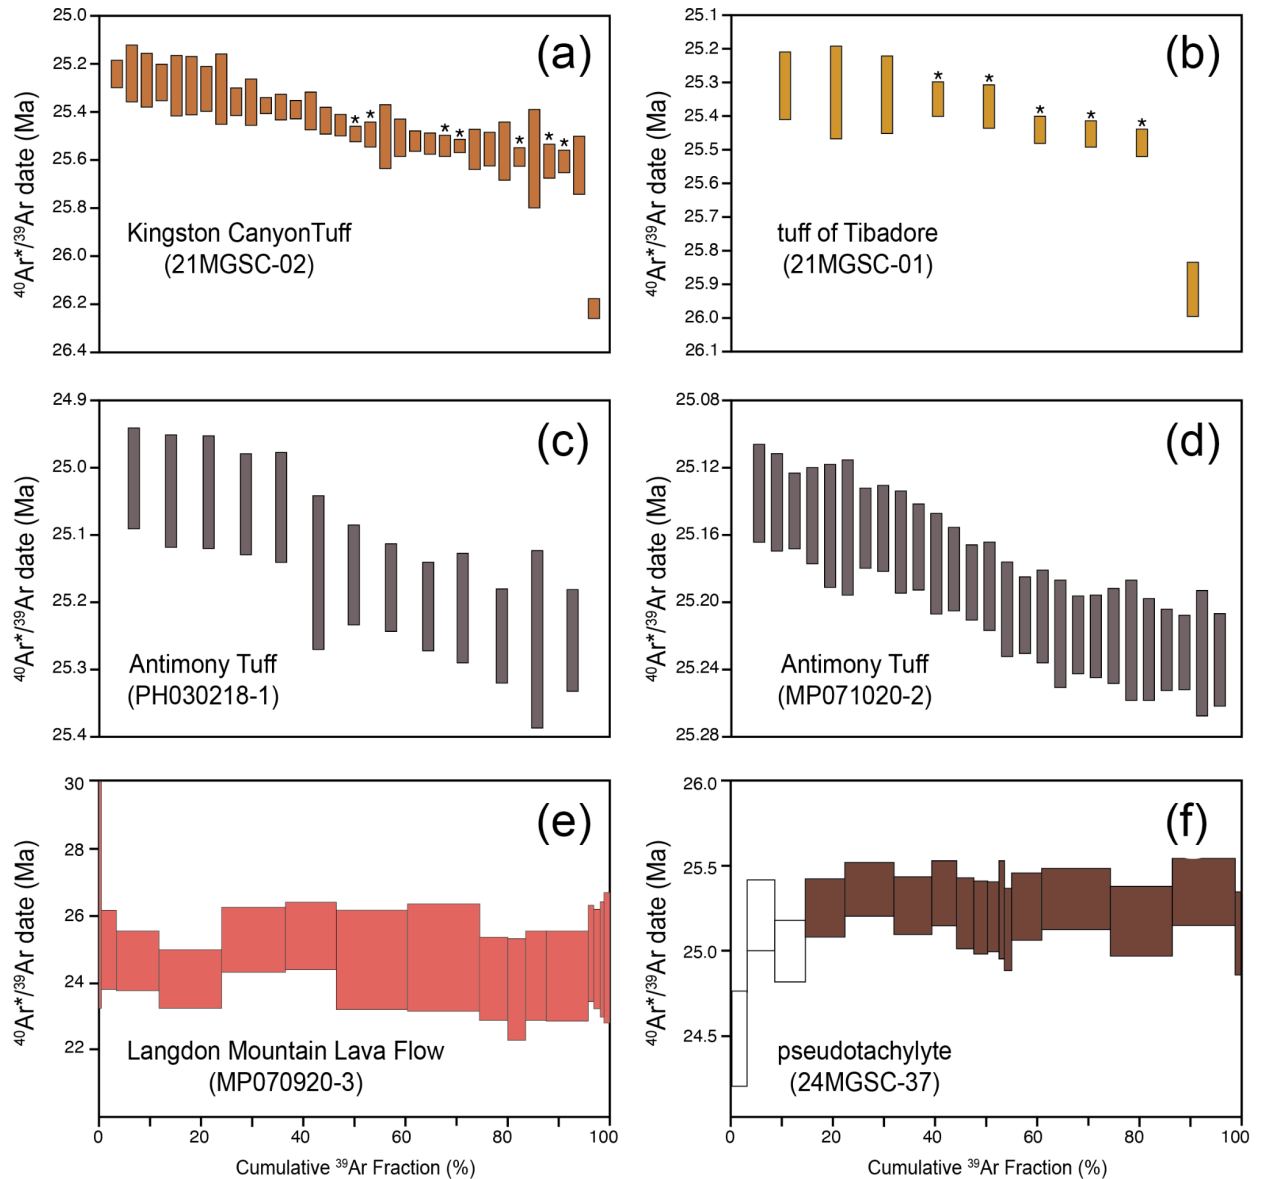 (a)
25.0
25.2
25.4
25.6
25.8
26.0
26.2
26.4
⁴⁰Ar*/³⁹Ar date (Ma)
* * * * * * *
Kingston CanyonTuff
(21MGSC-02)
(b)
25.1
25.2
25.3
25.4
25.5
25.6
25.7
25.8
25.9
26.0
26.1
⁴⁰Ar*/³⁹Ar date (Ma)
* * * * *
tuff of Tibadore
(21MGSC-01)
(c)
24.9
25.0
25.1
25.2
25.3
25.4
⁴⁰Ar*/³⁹Ar date (Ma)
Antimony Tuff
(PH030218-1)
(d)
25.08
25.12
25.16
25.20
25.24
25.28
⁴⁰Ar*/³⁹Ar date (Ma)
Antimony Tuff
(MP071020-2)
(e)
30
28
26
24
22
⁴⁰Ar*/³⁹Ar date (Ma)
Langdon Mountain Lava Flow
(MP070920-3)
0 20 40 60 80 100
Cumulative ³⁹Ar Fraction (%)
(f)
26.0
25.5
25.0
24.5
⁴⁰Ar*/³⁹Ar date (Ma)
pseudotachylyte
(24MGSC-37)
0 20 40 60 80 100
Cumulative ³⁹Ar Fraction (%)